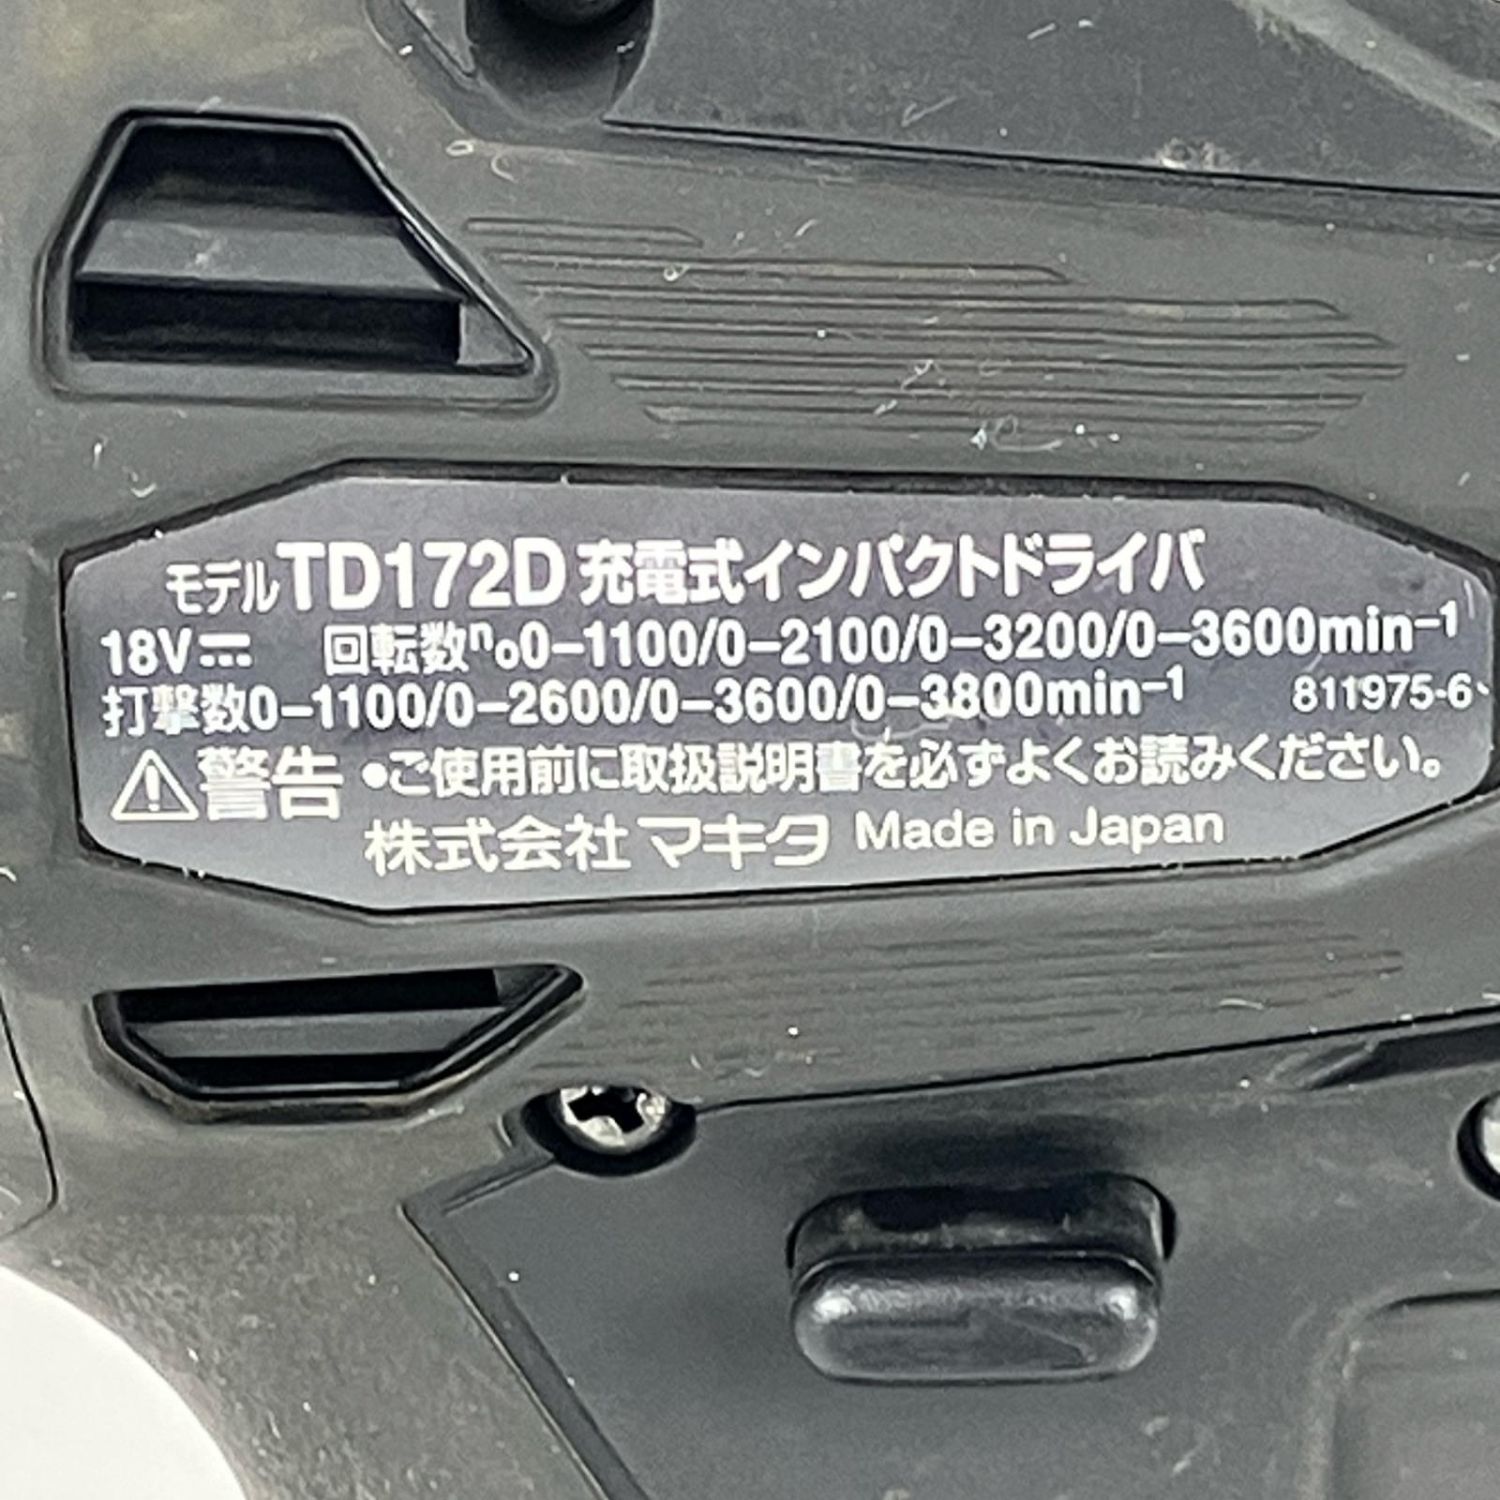 モデルTD172D 充電式インパクトドライバ
18V⎓ 回転数n₀0-1100/0-2100/0-3200/0-3600min⁻¹
打撃数0-1100/0-2600/0-3600/0-3800min⁻¹ 811975-6
⚠警告 •ご使用前に取扱説明書を必ずよくお読みください。
株式会社マキタ Made in Japan